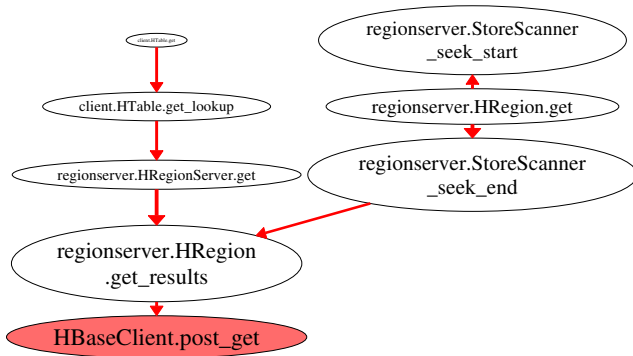 client.HTable.get
client.HTable.get_lookup
regionserver.HRegionServer.get
regionserver.HRegion
.get_results
HBaseClient.post_get
regionserver.StoreScanner
_seek_start
regionserver.HRegion.get
regionserver.StoreScanner
_seek_end